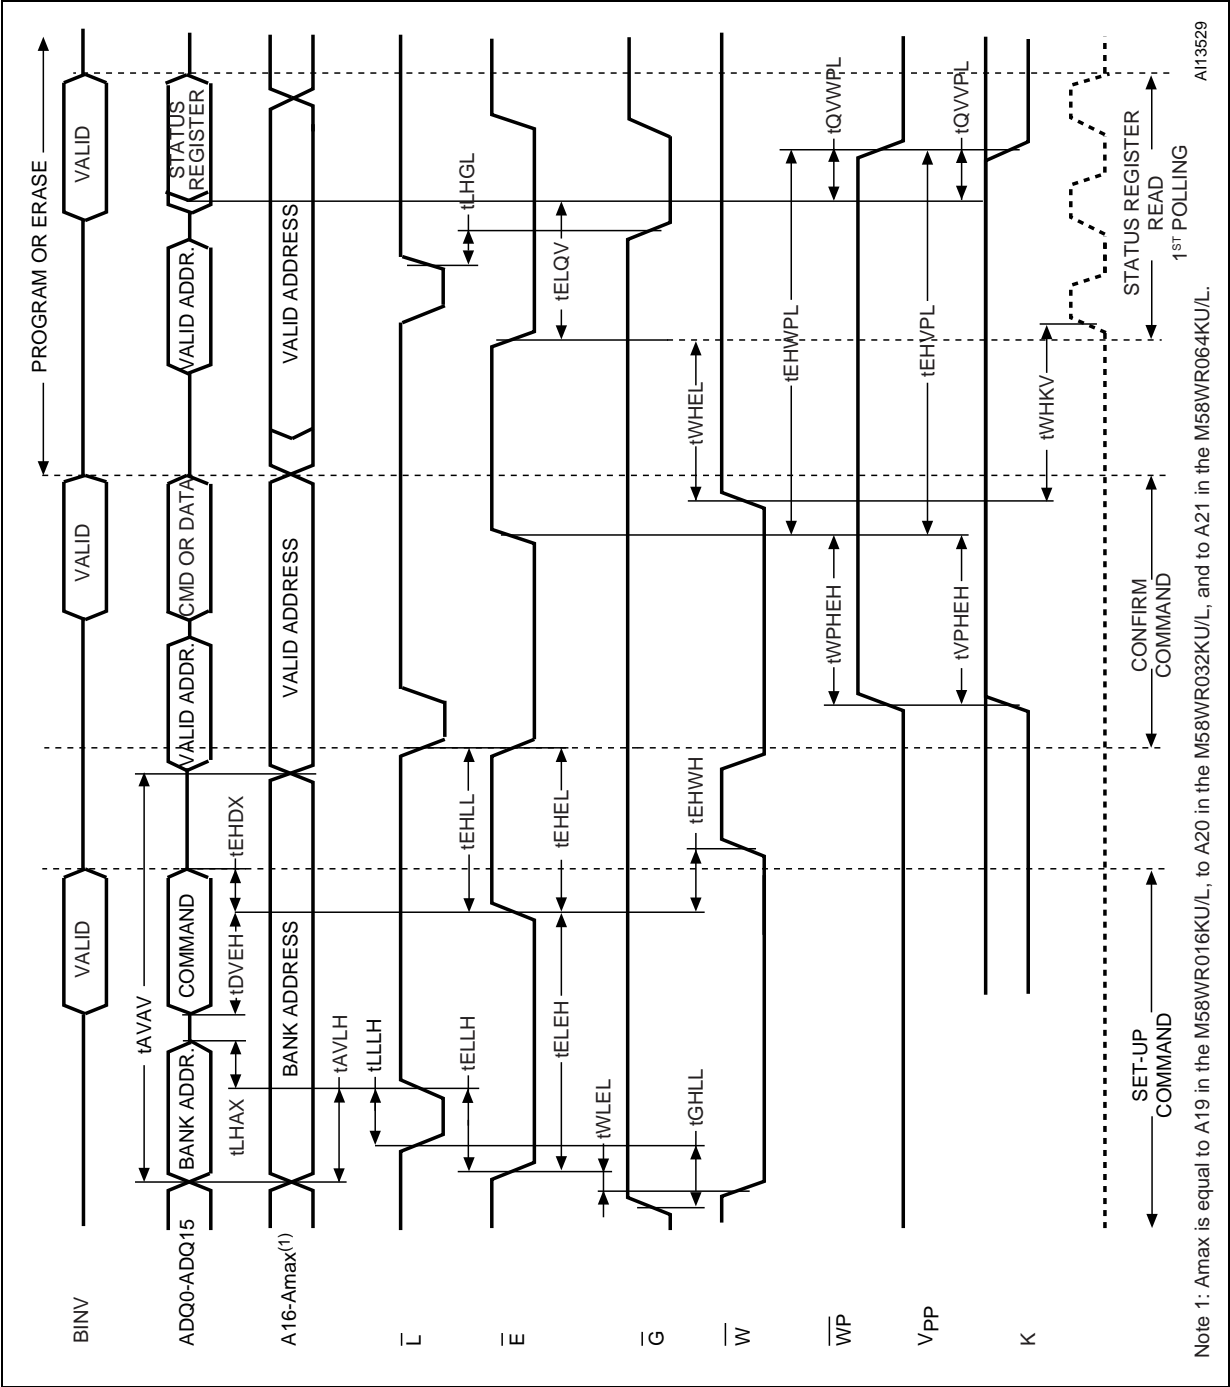 PROGRAM OR ERASE
BINV
VALID
VALID
VALID
tAVAV
ADQ0-ADQ15
BANK ADDR.
COMMAND
VALID ADDR.
CMD OR DATA
VALID ADDR.
STATUS
REGISTER
tLHAX
tDVEH
tEHDX
A16-Amax(1)
BANK ADDRESS
VALID ADDRESS
VALID ADDRESS
tAVLH
tLLLH
L
tELLH
tEHLL
tLHGL
E
tELEH
tEHEL
tELQV
tWLEL
G
tGHLL
tEHWH
tWHEL
W
tEHWPL
WP
tWPHEH
tQVWPL
tEHVPL
VPP
tVPHEH
tQVVPL
K
tWHKV
SET-UP
COMMAND
CONFIRM
COMMAND
STATUS REGISTER
READ
1ST POLLING
AI13529
Note 1: Amax is equal to A19 in the M58WR016KU/L, to A20 in the M58WR032KU/L, and to A21 in the M58WR064KU/L.